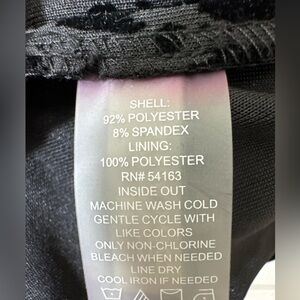 SHELL:
92% POLYESTER
8% SPANDEX
LINING:
100% POLYESTER
RN# 54163
INSIDE OUT
MACHINE WASH COLD
GENTLE CYCLE WITH
LIKE COLORS
ONLY NON-CHLORINE
BLEACH WHEN NEEDED
LINE DRY
COOL IRON IF NEEDED